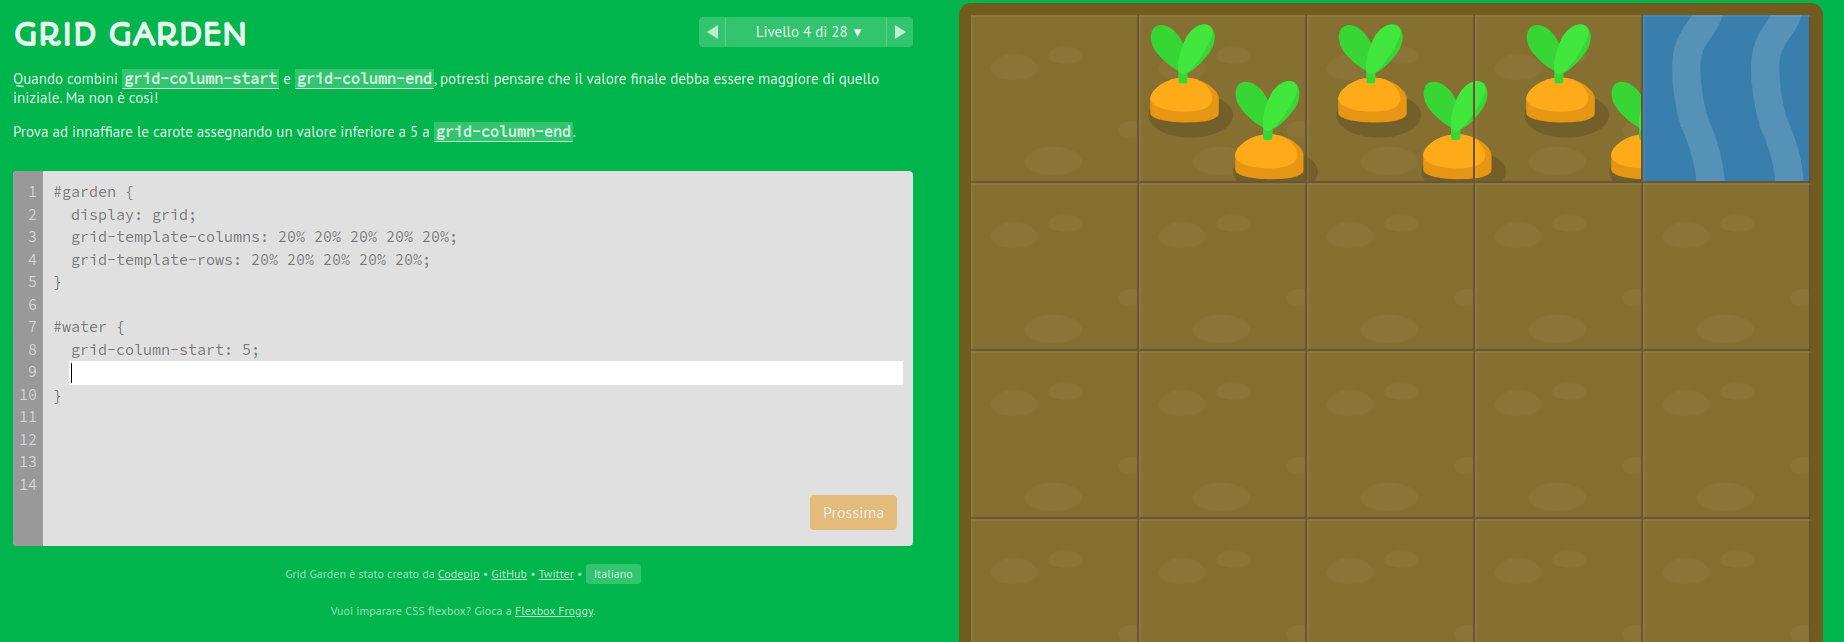 GRID GARDEN
◀ Livello 4 di 28 ▼ ▶
Quando combini grid-column-start e grid-column-end, potresti pensare che il valore finale debba essere maggiore di quello
iniziale. Ma non è così!
Prova ad innaffiare le carote assegnando un valore inferiore a 5 a grid-column-end.
1 #garden {
2   display: grid;
3   grid-template-columns: 20% 20% 20% 20% 20%;
4   grid-template-rows: 20% 20% 20% 20% 20%;
5 }
6
7 #water {
8   grid-column-start: 5;
9
10 }
11
12
13
14
Prossima
Grid Garden è stato creato da Codepip • GitHub • Twitter • Italiano
Vuoi imparare CSS flexbox? Gioca a Flexbox Froggy.